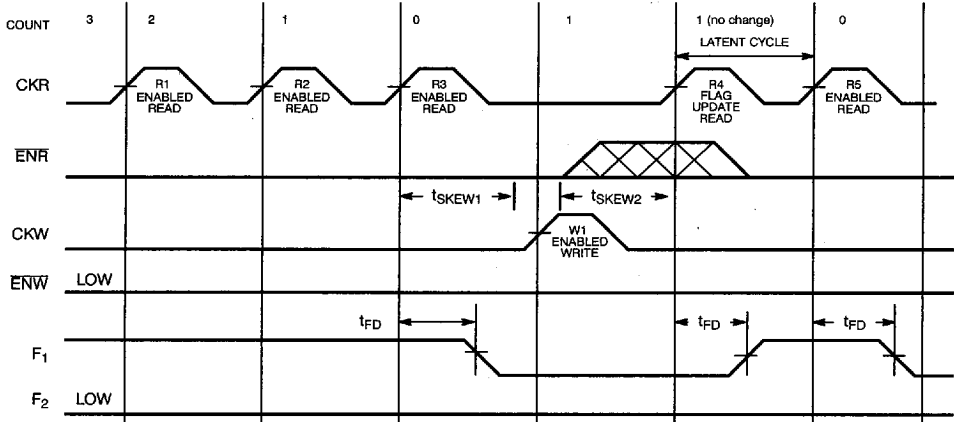 COUNT 3 2 1 0 1 1 (no change) 0
LATENT CYCLE
CKR
R1 ENABLED READ
R2 ENABLED READ
R3 ENABLED READ
R4 FLAG UPDATE READ
R5 ENABLED READ
ENR
tSKEW1 tSKEW2
CKW
W1 ENABLED WRITE
ENW LOW
tFD tFD tFD
F1
F2 LOW